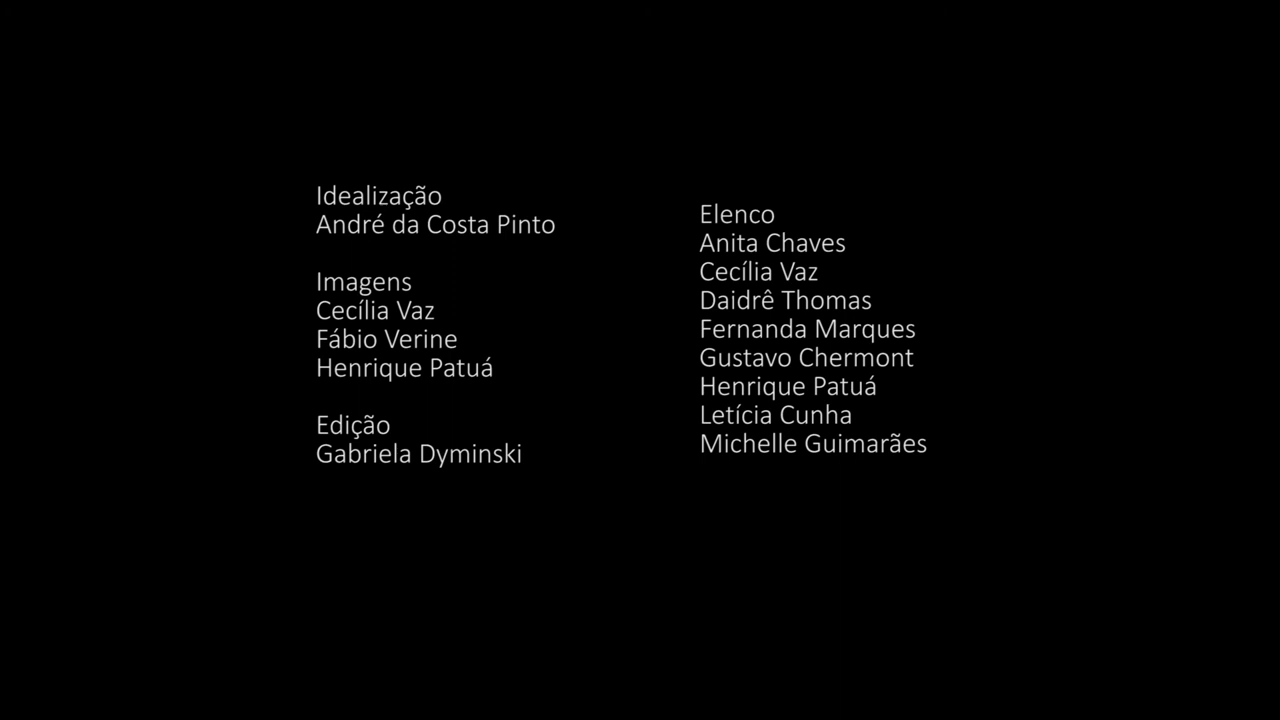 Idealização
André da Costa Pinto
Imagens
Cecília Vaz
Fábio Verine
Henrique Patuá
Edição
Gabriela Dyminski
Elenco
Anita Chaves
Cecília Vaz
Daidrê Thomas
Fernanda Marques
Gustavo Chermont
Henrique Patuá
Letícia Cunha
Michelle Guimarães